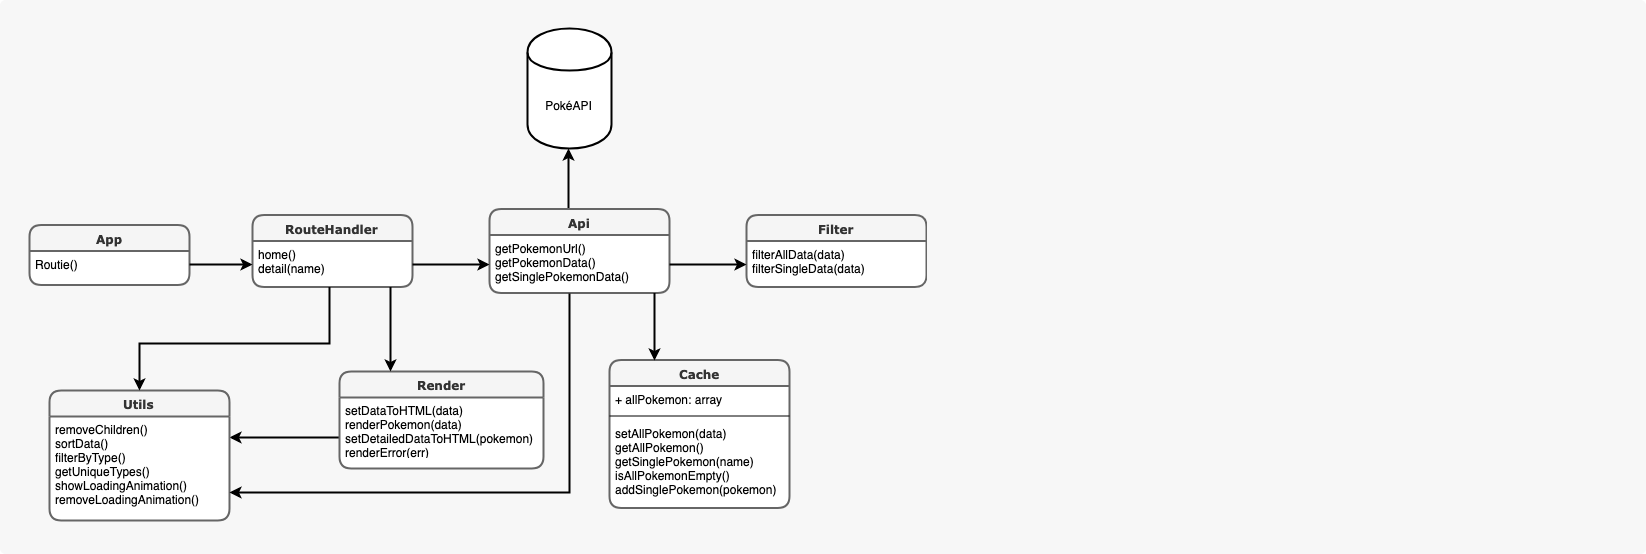 PokéAPI
App
Routie()
RouteHandler
home()
detail(name)
Api
getPokemonUrl()
getPokemonData()
getSinglePokemonData()
Filter
filterAllData(data)
filterSingleData(data)
Utils
removeChildren()
sortData()
filterByType()
getUniqueTypes()
showLoadingAnimation()
removeLoadingAnimation()
Render
setDataToHTML(data)
renderPokemon(data)
setDetailedDataToHTML(pokemon)
renderError(err)
Cache
+ allPokemon: array
setAllPokemon(data)
getAllPokemon()
getSinglePokemon(name)
isAllPokemonEmpty()
addSinglePokemon(pokemon)